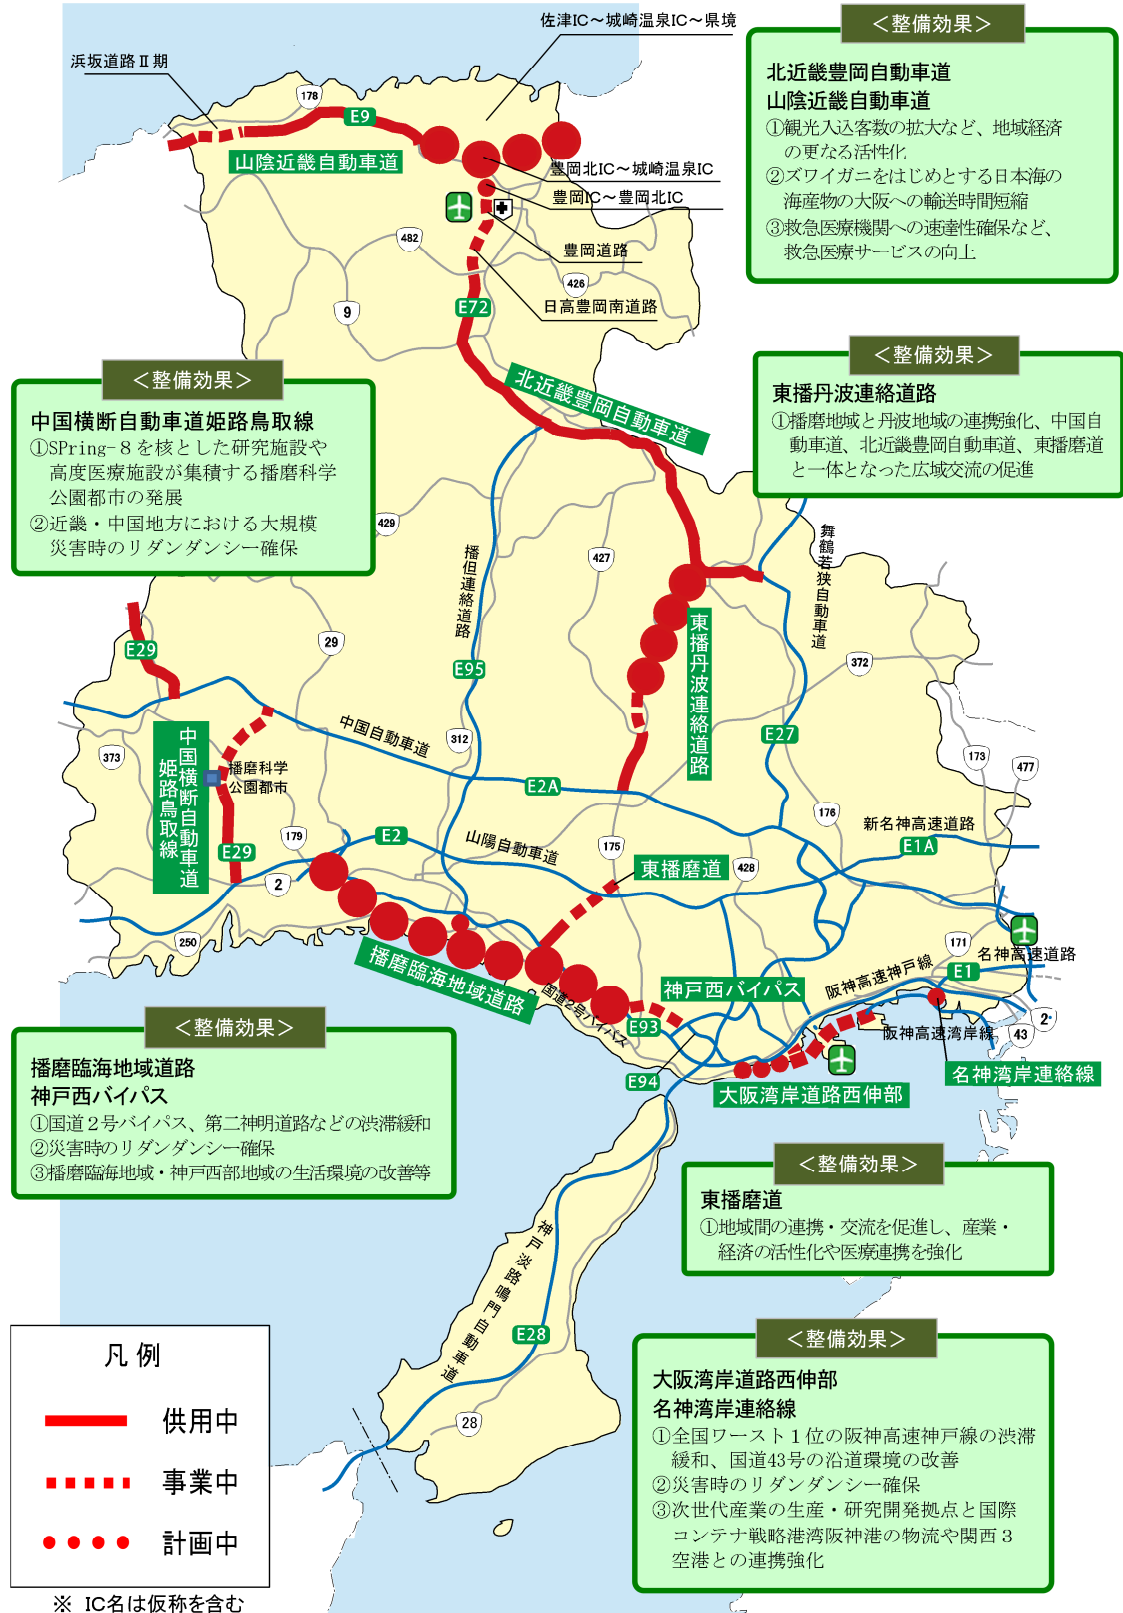 佐津IC～城崎温泉IC～県境
浜坂道路Ⅱ期
178
E9
山陰近畿自動車道
豊岡北IC～城崎温泉IC
豊岡IC～豊岡北IC
482
豊岡道路
426
日高豊岡南道路
9
E72
北近畿豊岡自動車道
＜整備効果＞
北近畿豊岡自動車道
山陰近畿自動車道
①観光入込客数の拡大など、地域経済
の更なる活性化
②ズワイガニをはじめとする日本海の
海産物の大阪への輸送時間短縮
③救急医療機関への速達性確保など、
救急医療サービスの向上
＜整備効果＞
東播丹波連絡道路
①播磨地域と丹波地域の連携強化、中国自
動車道、北近畿豊岡自動車道、東播磨道
と一体となった広域交流の促進
＜整備効果＞
中国横断自動車道姫路鳥取線
①SPring-８を核とした研究施設や
高度医療施設が集積する播磨科学
公園都市の発展
②近畿・中国地方における大規模
災害時のリダンダンシー確保
429
427
播但連絡道路
舞鶴若狭自動車道
東播丹波連絡道路
29
E29
E95
372
312
中国自動車道
E27
373
中国横断自動車道
姫路鳥取線
播磨科学
公園都市
173
477
E2A
176
新名神高速道路
E1A
179
E2
山陽自動車道
175
東播磨道
428
E29
2
250
171
名神高速道路
E1
播磨臨海地域道路
国道2号バイパス
神戸西バイパス
阪神高速神戸線
E93
阪神高速湾岸線
43
2
E94
大阪湾岸道路西伸部
名神湾岸連絡線
＜整備効果＞
播磨臨海地域道路
神戸西バイパス
①国道２号バイパス、第二神明道路などの渋滞緩和
②災害時のリダンダンシー確保
③播磨臨海地域・神戸西部地域の生活環境の改善等
＜整備効果＞
東播磨道
①地域間の連携・交流を促進し、産業・
経済の活性化や医療連携を強化
神戸淡路鳴門自動車道
E28
28
＜整備効果＞
大阪湾岸道路西伸部
名神湾岸連絡線
①全国ワースト１位の阪神高速神戸線の渋滞
緩和、国道43号の沿道環境の改善
②災害時のリダンダンシー確保
③次世代産業の生産・研究開発拠点と国際
コンテナ戦略港湾阪神港の物流や関西３
空港との連携強化
凡例
供用中
事業中
計画中
※ IC名は仮称を含む